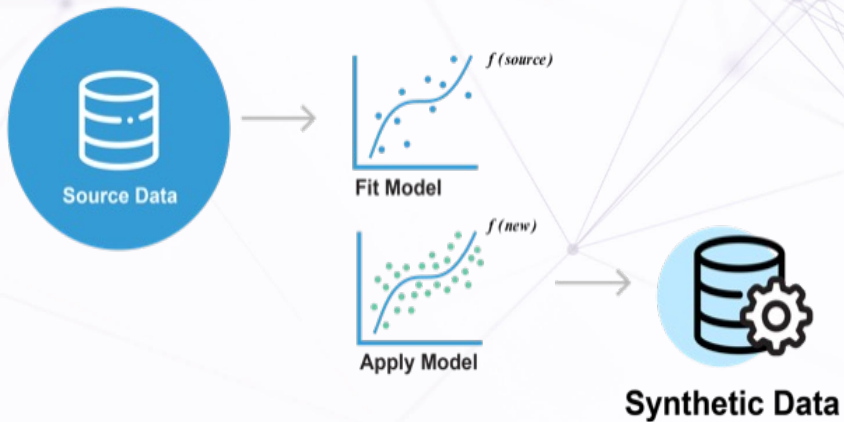 Source Data
f (source)
Fit Model
f (new)
Apply Model
Synthetic Data